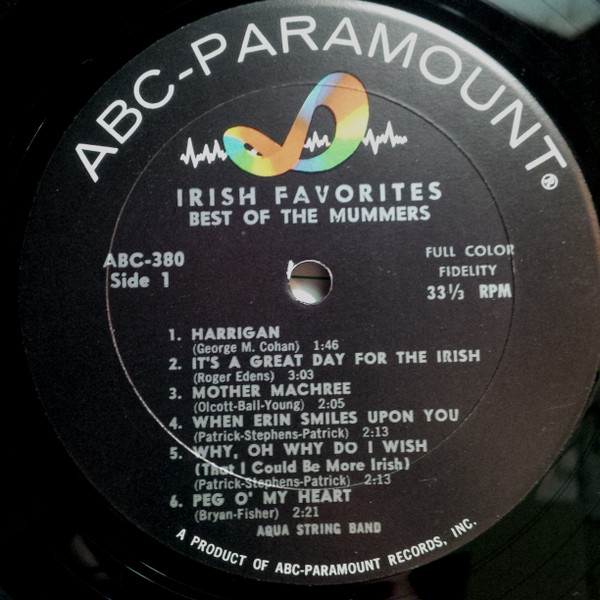 ABC-PARAMOUNT®
IRISH FAVORITES
BEST OF THE MUMMERS
ABC-380
Side 1
FULL COLOR
FIDELITY
33⅓ RPM
1. HARRIGAN
(George M. Cohan) 1:46
2. IT'S A GREAT DAY FOR THE IRISH
(Roger Edens) 3:03
3. MOTHER MACHREE
(Olcott-Ball-Young) 2:05
4. WHEN ERIN SMILES UPON YOU
(Patrick-Stephens-Patrick) 2:13
5. WHY, OH WHY DO I WISH
(That I Could Be More Irish)
(Patrick-Stephens-Patrick) 2:13
6. PEG O' MY HEART
(Bryan-Fisher) 2:21
AQUA STRING BAND
A PRODUCT OF ABC-PARAMOUNT RECORDS, INC.